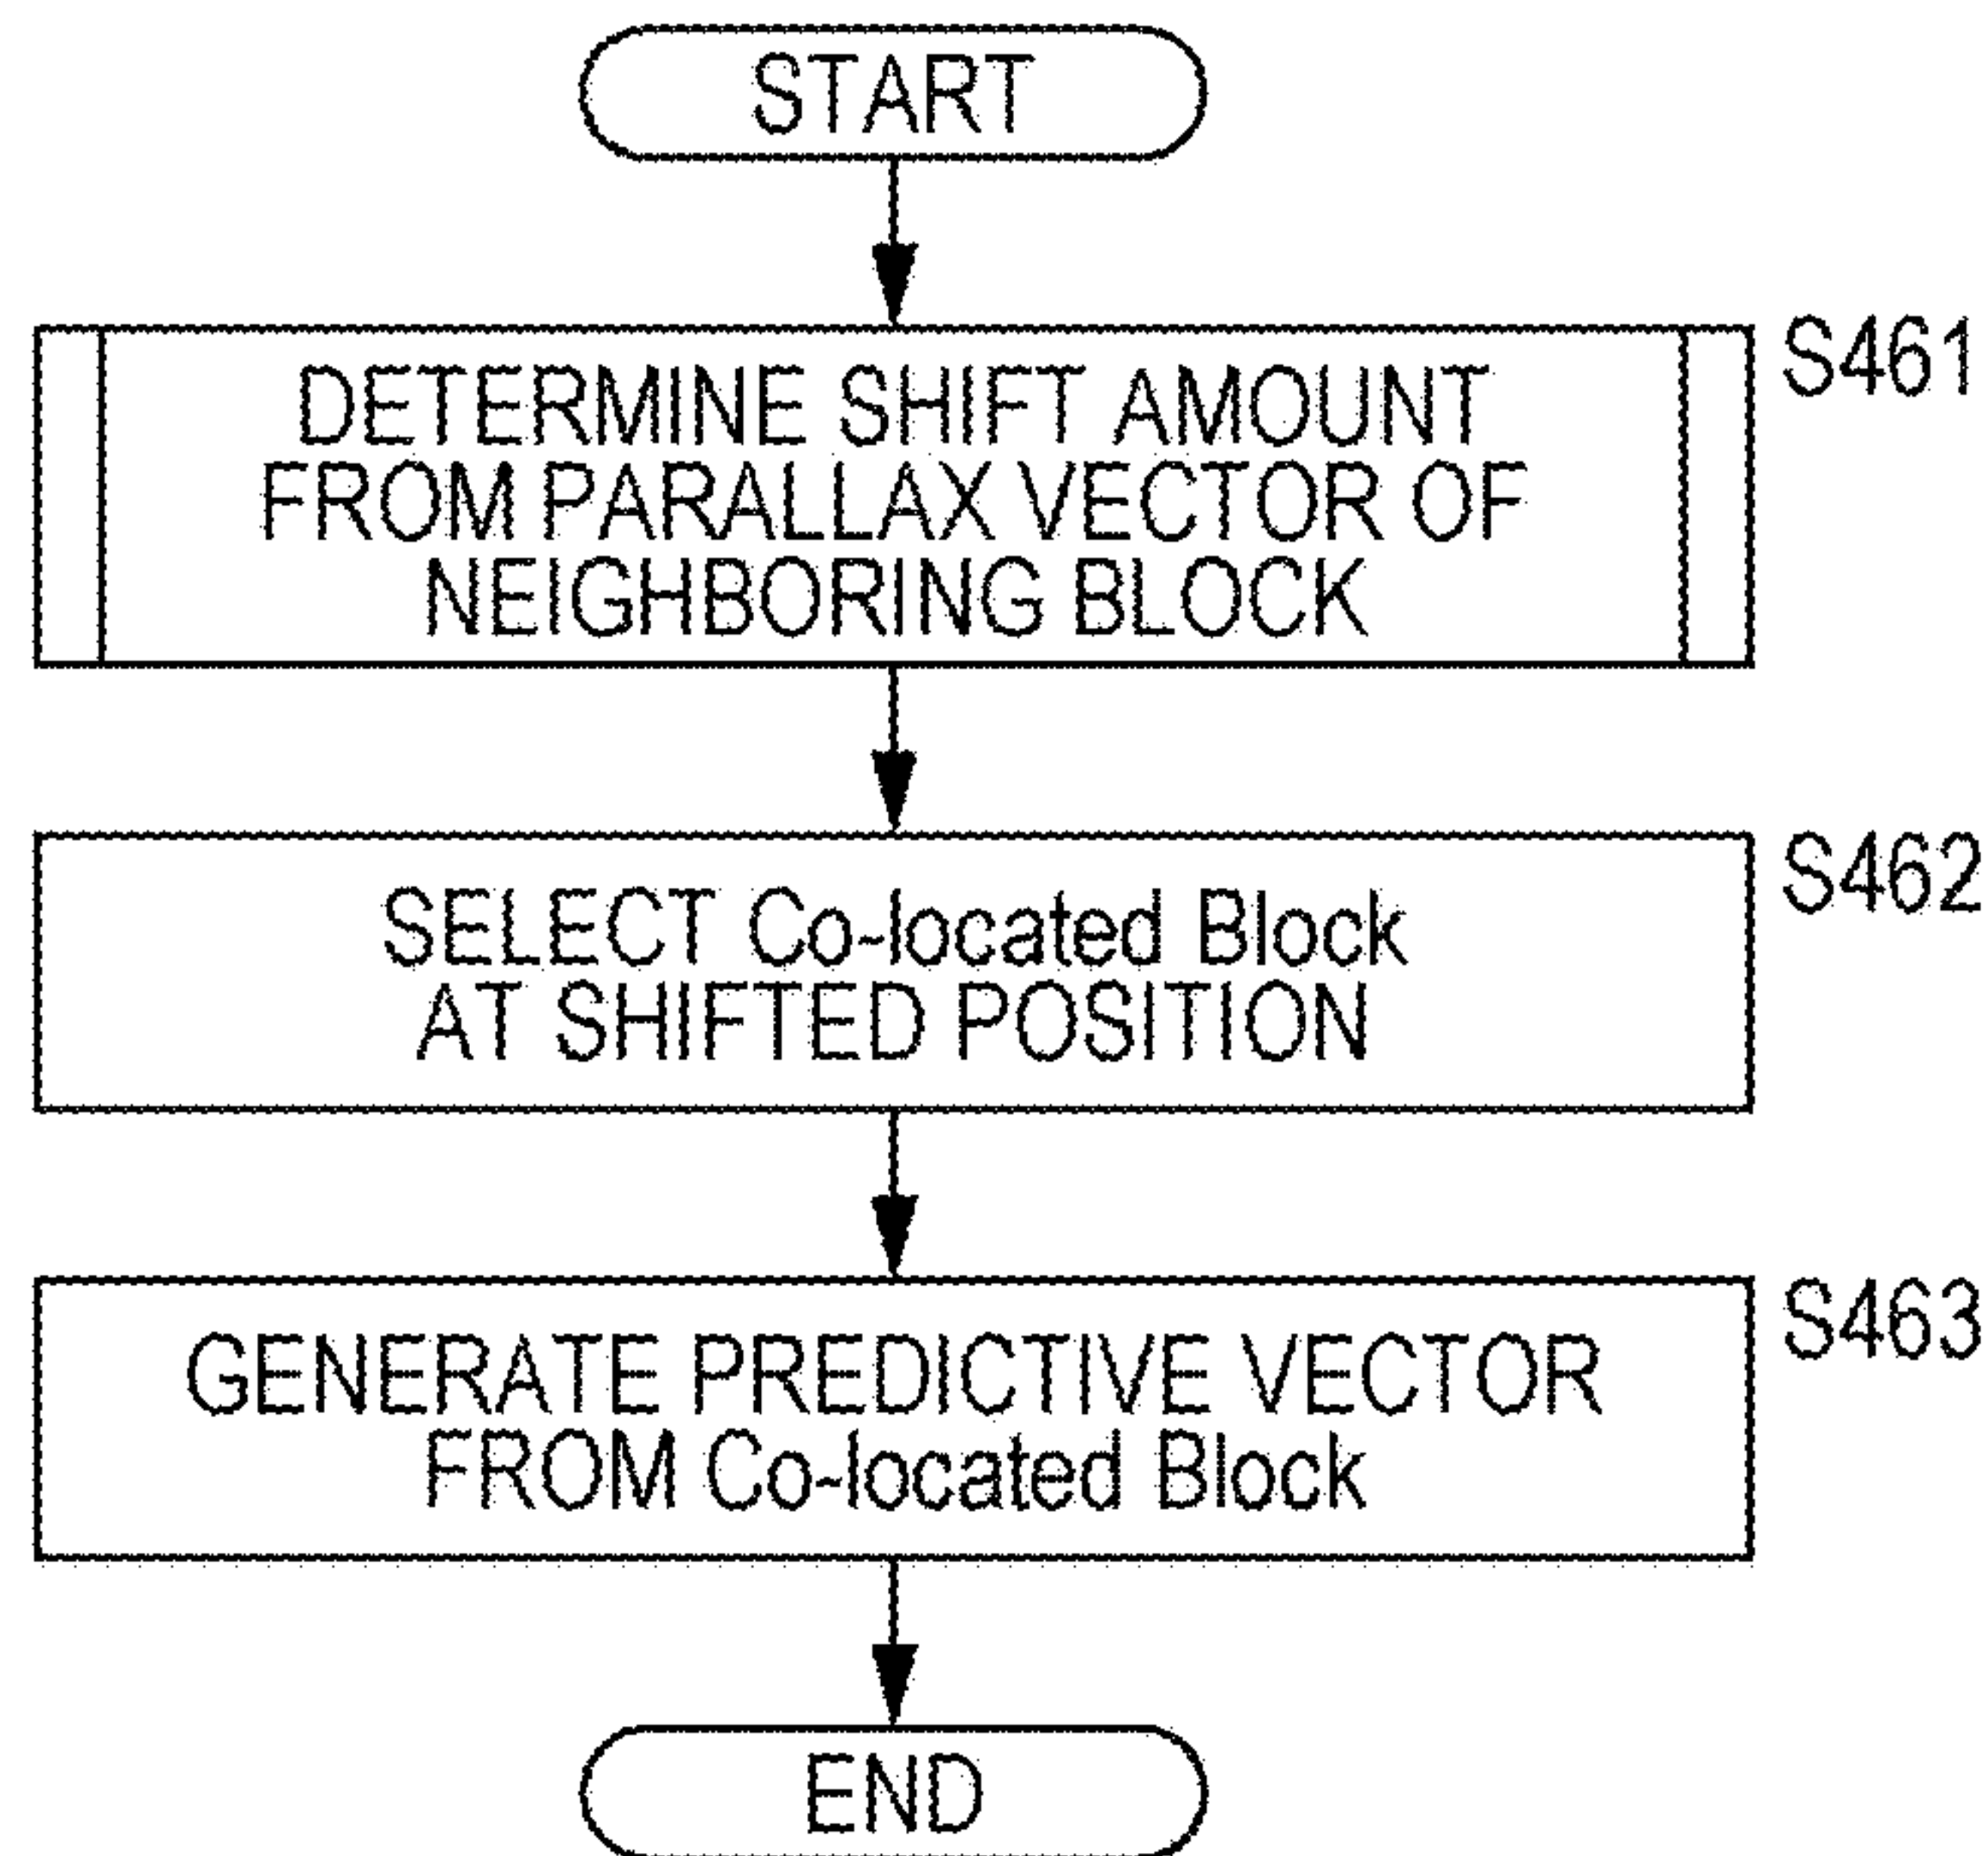 START
S461
DETERMINE SHIFT AMOUNT
FROM PARALLAX VECTOR OF
NEIGHBORING BLOCK
S462
SELECT Co-located Block
AT SHIFTED POSITION
S463
GENERATE PREDICTIVE VECTOR
FROM Co-located Block
END